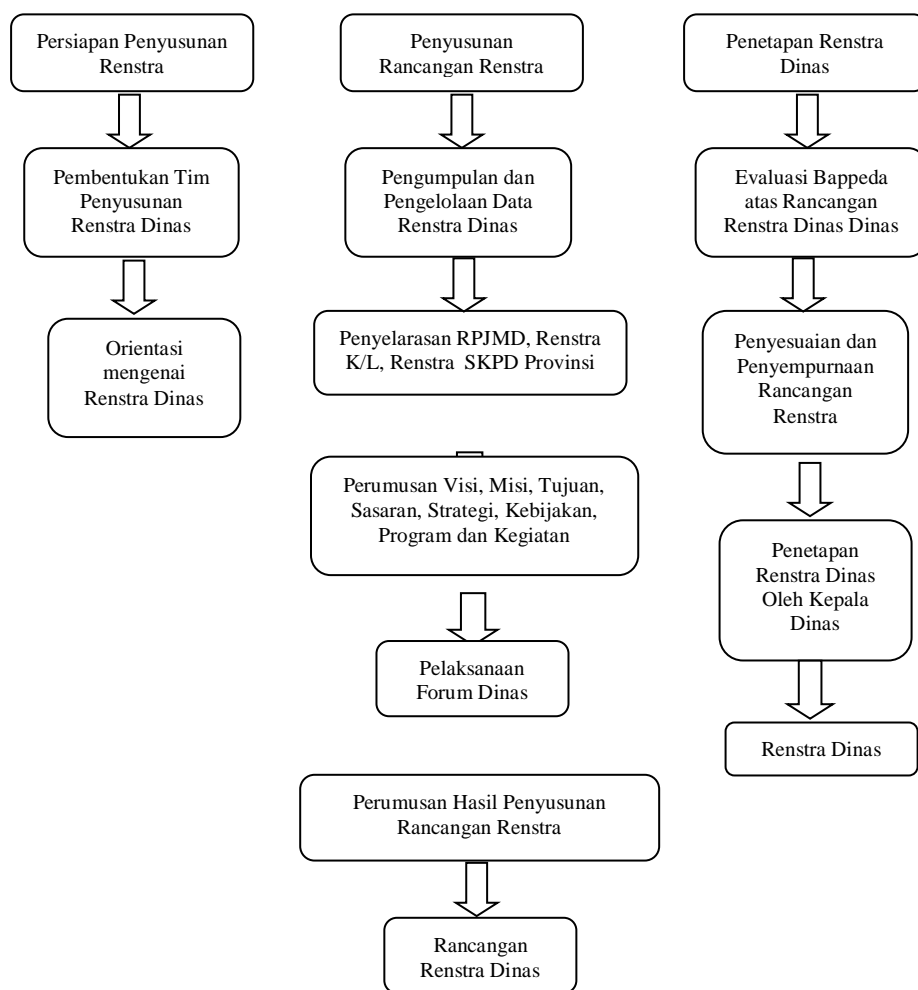 Persiapan Penyusunan
Renstra
Pembentukan Tim
Penyusunan
Renstra Dinas
Orientasi
mengenai
Renstra Dinas
Penyusunan
Rancangan Renstra
Pengumpulan dan
Pengelolaan Data
Renstra Dinas
Penyelarasan RPJMD, Renstra
K/L, Renstra SKPD Provinsi
Perumusan Visi, Misi, Tujuan,
Sasaran, Strategi, Kebijakan,
Program dan Kegiatan
Pelaksanaan
Forum Dinas
Perumusan Hasil Penyusunan
Rancangan Renstra
Rancangan
Renstra Dinas
Penetapan Renstra
Dinas
Evaluasi Bappeda
atas Rancangan
Renstra Dinas Dinas
Penyesuaian dan
Penyempurnaan
Rancangan
Renstra
Penetapan
Renstra Dinas
Oleh Kepala
Dinas
Renstra Dinas